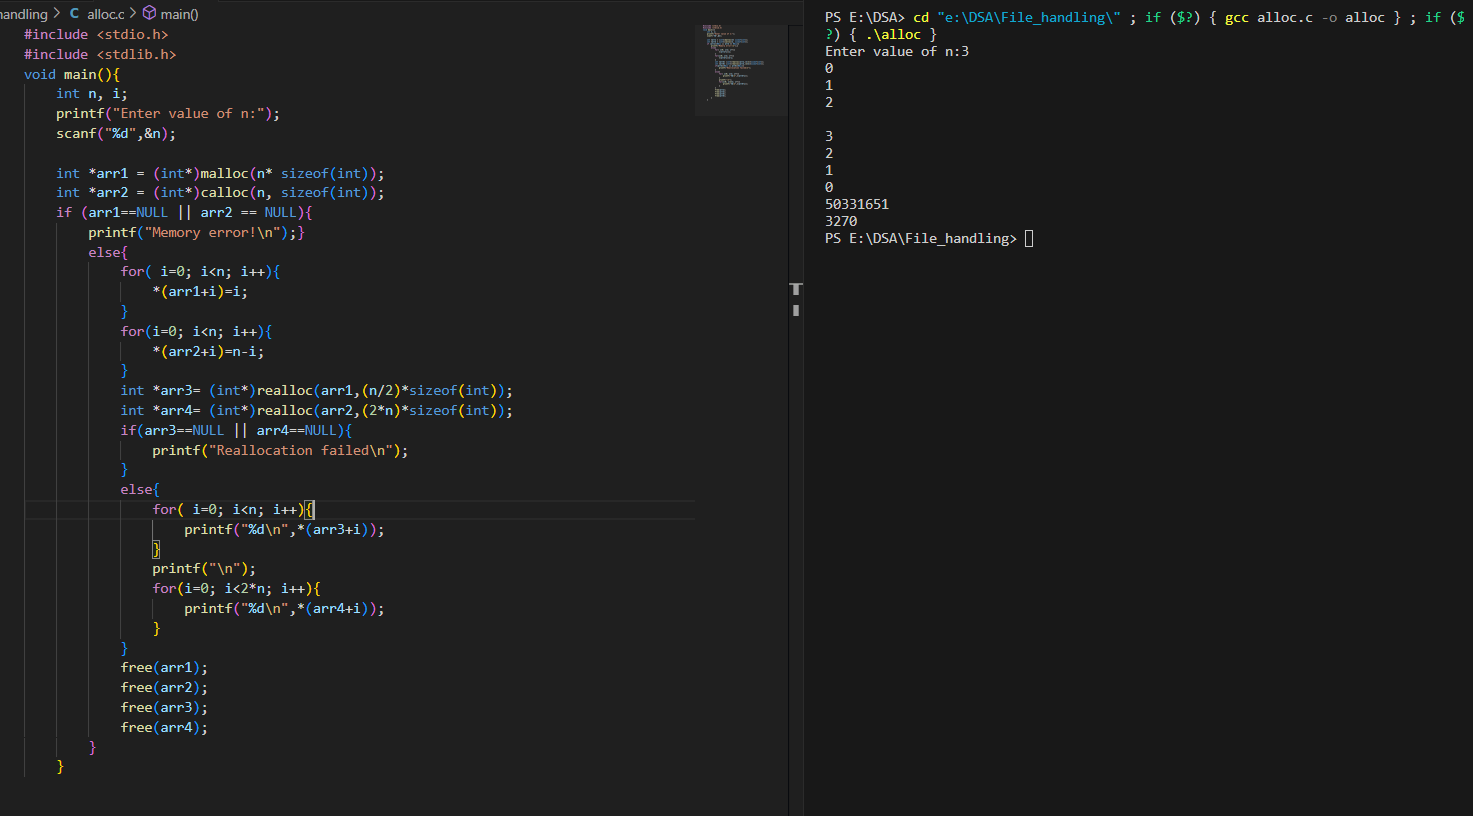 handling > C alloc.c > main()
#include <stdio.h>
#include <stdlib.h>
void main(){
int n, i;
printf("Enter value of n:");
scanf("%d",&n);
int *arr1 = (int*)malloc(n* sizeof(int));
int *arr2 = (int*)calloc(n, sizeof(int));
if (arr1==NULL || arr2 == NULL){
printf("Memory error!\n");}
else{
for( i=0; i<n; i++){
*(arr1+i)=i;
}
for(i=0; i<n; i++){
*(arr2+i)=n-i;
}
int *arr3= (int*)realloc(arr1,(n/2)*sizeof(int));
int *arr4= (int*)realloc(arr2,(2*n)*sizeof(int));
if(arr3==NULL || arr4==NULL){
printf("Reallocation failed\n");
}
else{
for( i=0; i<n; i++){
printf("%d\n",*(arr3+i));
}
printf("\n");
for(i=0; i<2*n; i++){
printf("%d\n",*(arr4+i));
}
}
free(arr1);
free(arr2);
free(arr3);
free(arr4);
}
}
PS E:\DSA> cd "e:\DSA\File_handling\" ; if ($?) { gcc alloc.c -o alloc } ; if ($
?) { .\alloc }
Enter value of n:3
0
1
2
3
2
1
0
50331651
3270
PS E:\DSA\File_handling>